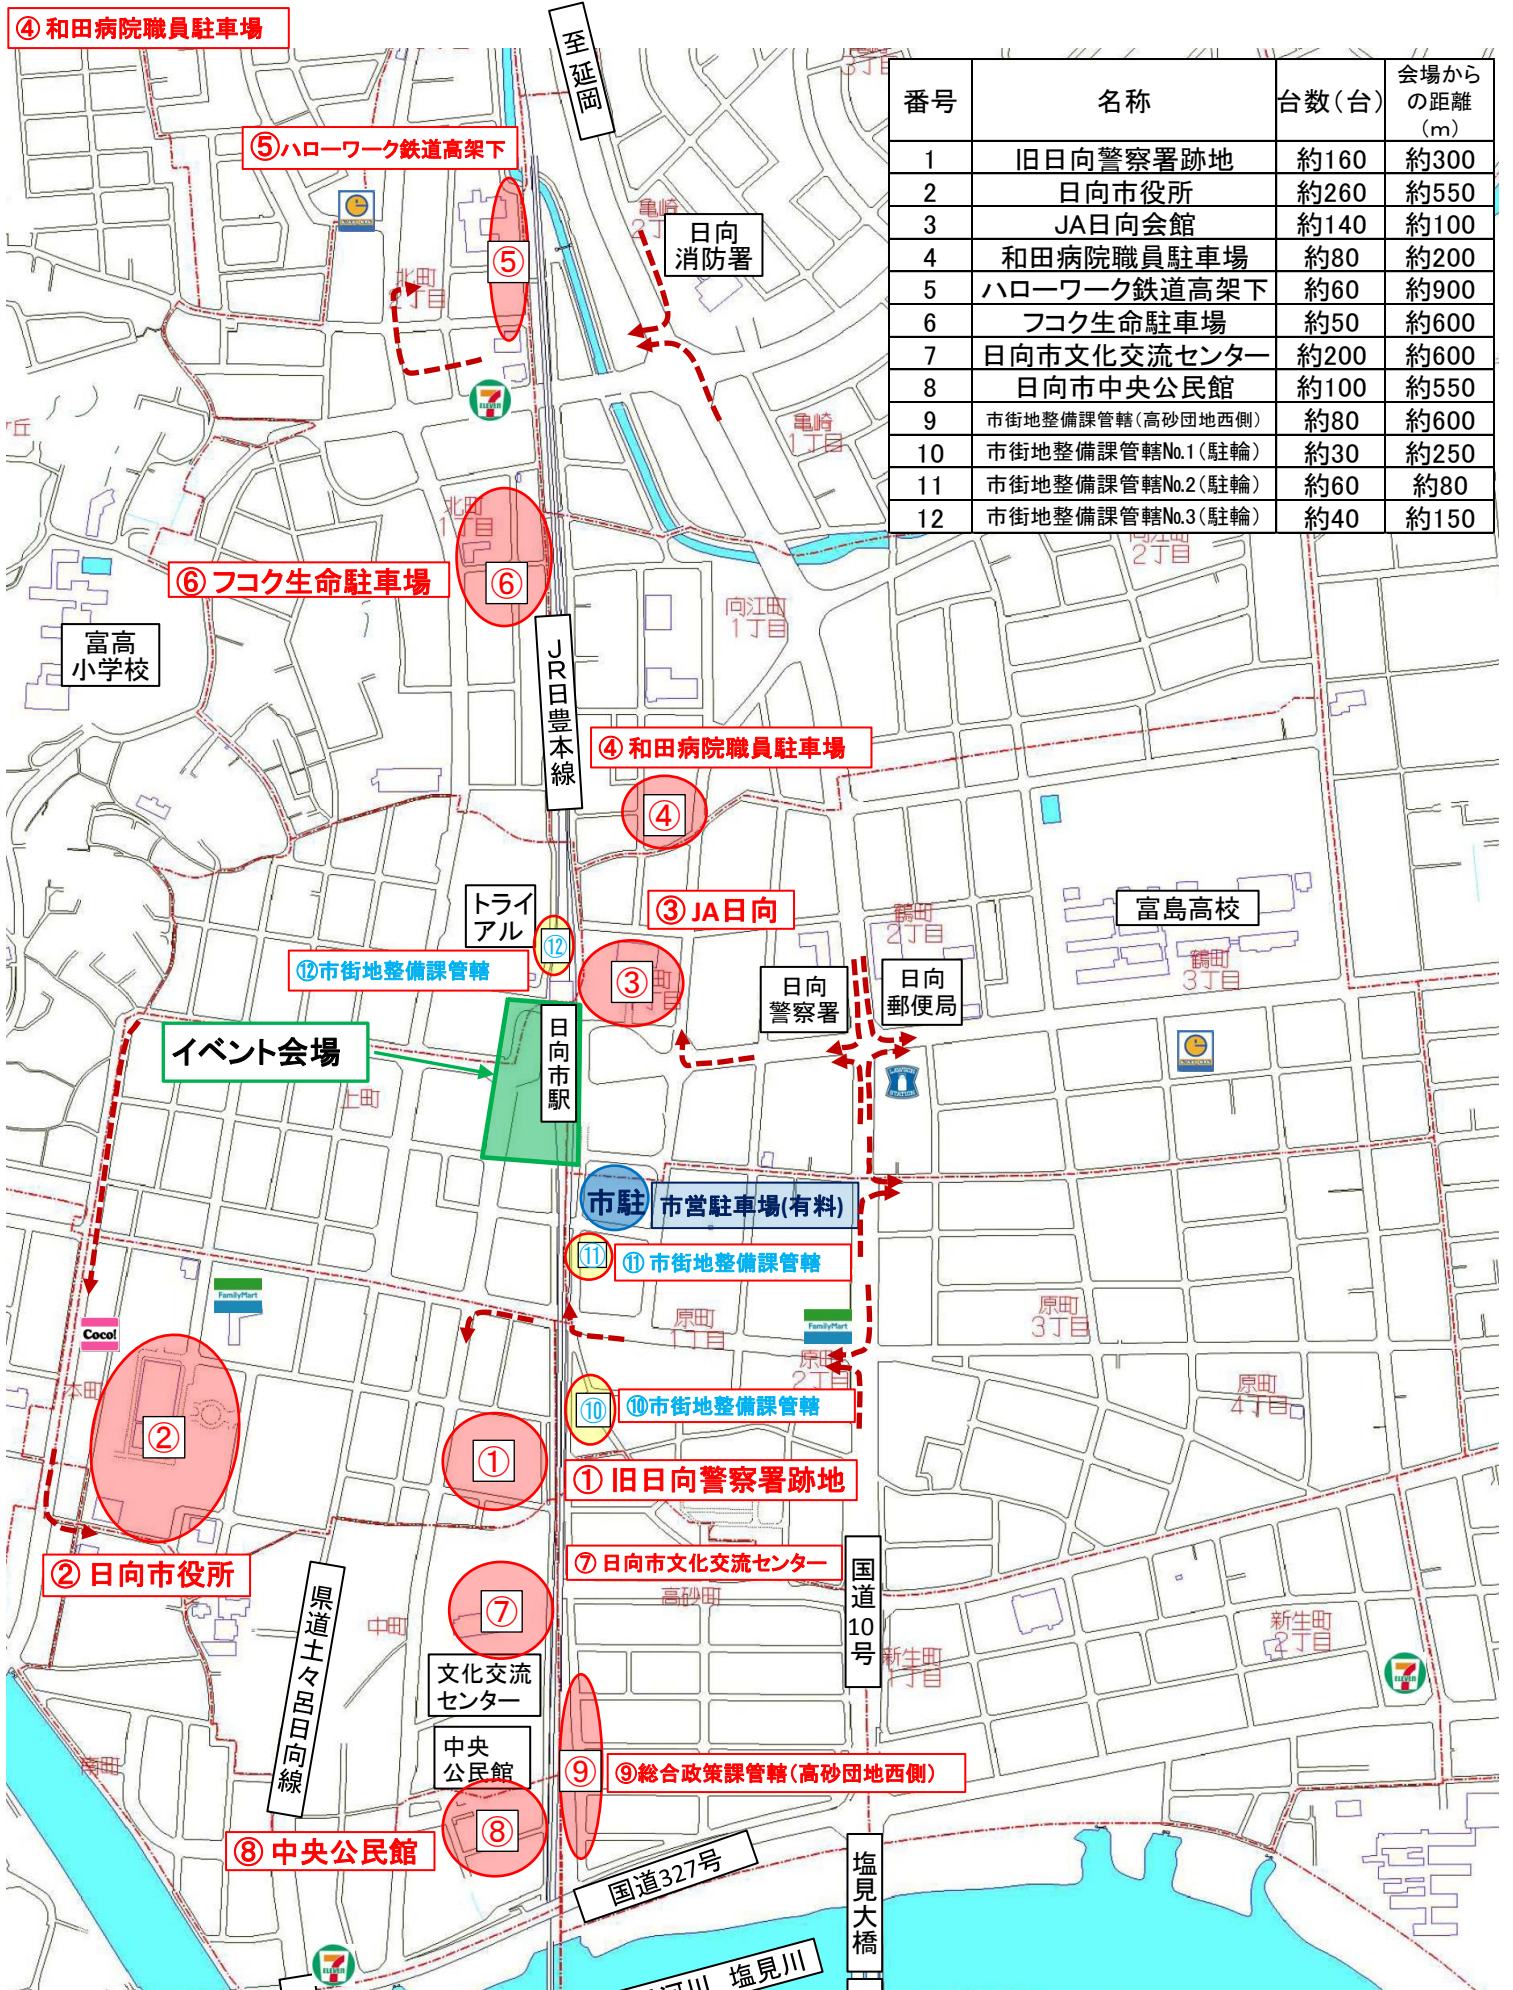 ④ 和田病院職員駐車場
至延岡
番号 名称 台数(台) 会場からの距離(m)
1 旧日向警察署跡地 約160 約300
2 日向市役所 約260 約550
3 JA日向会館 約140 約100
4 和田病院職員駐車場 約80 約200
5 ハローワーク鉄道高架下 約60 約900
6 フコク生命駐車場 約50 約600
7 日向市文化交流センター 約200 約600
8 日向市中央公民館 約100 約550
9 市街地整備課管轄(高砂団地西側) 約80 約600
10 市街地整備課管轄№1(駐輪) 約30 約250
11 市街地整備課管轄№2(駐輪) 約60 約80
12 市街地整備課管轄№3(駐輪) 約40 約150
3丁目
⑤ハローワーク鉄道高架下
亀崎
2丁
日向
消防署
⑤
北町
2丁目
7
ELEVEN
亀崎
1丁目
丘
北町
1丁目
向江町
2丁目
⑥ フコク生命駐車場
⑥
向江町
1丁目
富高
小学校
JR日豊本線
④ 和田病院職員駐車場
④
トライ
アル
③ JA日向
富島高校
鶴町
2丁目
⑫
⑫市街地整備課管轄
③
鶴町
3丁目
日向
警察署
日向
郵便局
イベント会場
日向市駅
LAWSON
STATION
上町
市駐
市営駐車場(有料)
⑪
⑪ 市街地整備課管轄
FamilyMart
Coco!
原町
1丁目
FamilyMart
原町
3丁目
原町
2丁目
本町
原町
4丁目
②
⑩
⑩市街地整備課管轄
①
① 旧日向警察署跡地
② 日向市役所
⑦ 日向市文化交流センター
国道10号
高砂町
県道土々呂日向線
中町
⑦
新生町
2丁目
新生町
1丁目
文化交流
センター
7
ELEVEN
中央
公民館
南町
⑨
⑨総合政策課管轄(高砂団地西側)
⑧
⑧ 中央公民館
国道327号
塩見大橋
7
ELEVEN
河川 塩見川